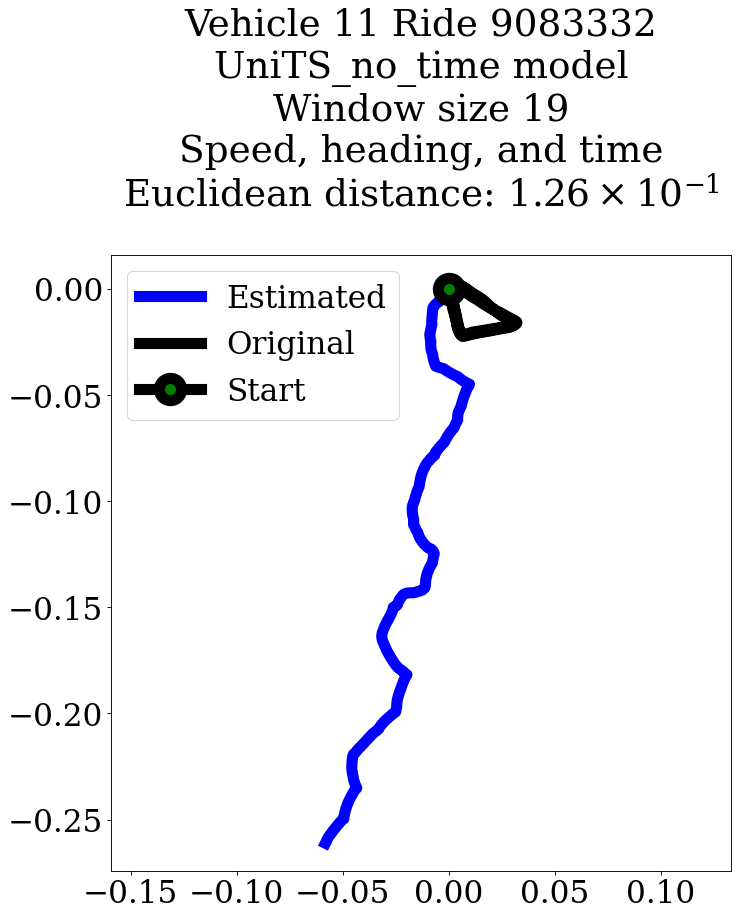 Vehicle 11 Ride 9083332
UniTS_no_time model
Window size 19
Speed, heading, and time
Euclidean distance: 1.26 × 10⁻¹
Estimated
Original
Start
0.00
−0.05
−0.10
−0.15
−0.20
−0.25
−0.15 −0.10 −0.05 0.00 0.05 0.10